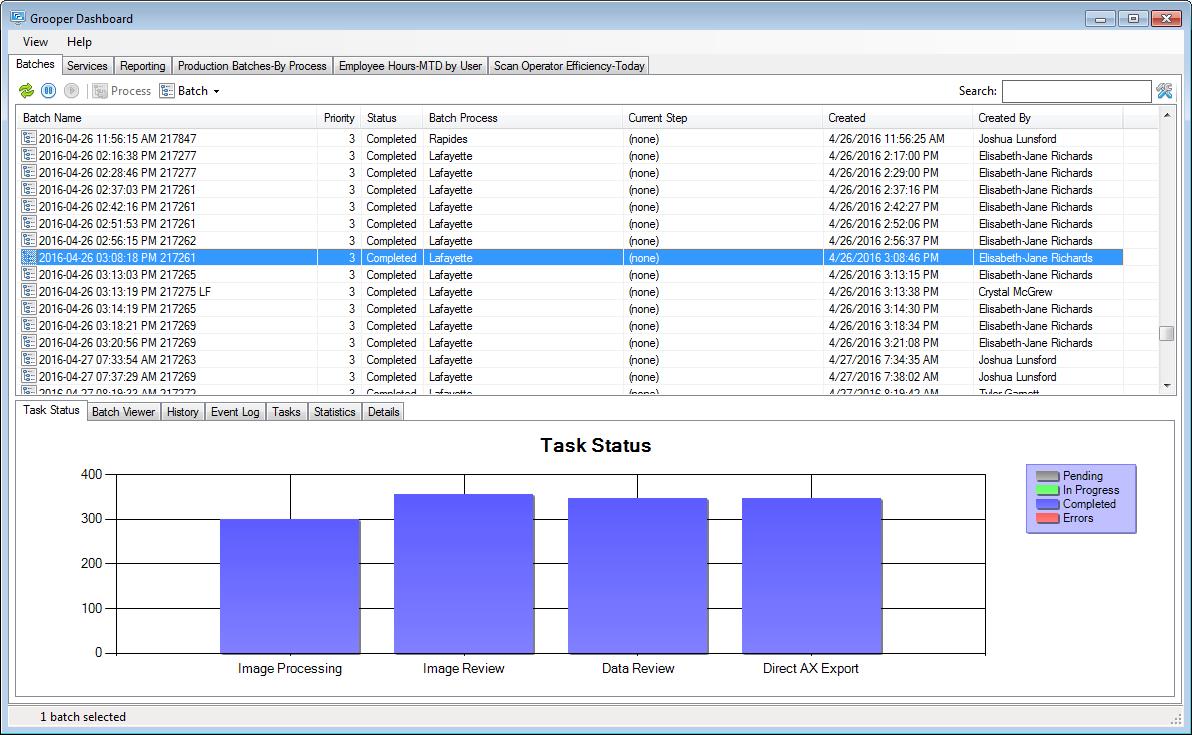 Grooper Dashboard
View Help
Batches Services Reporting Production Batches-By Process Employee Hours-MTD by User Scan Operator Efficiency-Today
Process Batch Search:
Batch Name Priority Status Batch Process Current Step Created Created By
2016-04-26 11:56:15 AM 217847 3 Completed Rapides (none) 4/26/2016 11:56:25 AM Joshua Lunsford
2016-04-26 02:16:38 PM 217277 3 Completed Lafayette (none) 4/26/2016 2:17:00 PM Elisabeth-Jane Richards
2016-04-26 02:28:46 PM 217277 3 Completed Lafayette (none) 4/26/2016 2:29:00 PM Elisabeth-Jane Richards
2016-04-26 02:37:03 PM 217261 3 Completed Lafayette (none) 4/26/2016 2:37:16 PM Elisabeth-Jane Richards
2016-04-26 02:42:16 PM 217261 3 Completed Lafayette (none) 4/26/2016 2:42:27 PM Elisabeth-Jane Richards
2016-04-26 02:51:53 PM 217261 3 Completed Lafayette (none) 4/26/2016 2:52:06 PM Elisabeth-Jane Richards
2016-04-26 02:56:15 PM 217262 3 Completed Lafayette (none) 4/26/2016 2:56:37 PM Elisabeth-Jane Richards
2016-04-26 03:08:18 PM 217261 3 Completed Lafayette (none) 4/26/2016 3:08:46 PM Elisabeth-Jane Richards
2016-04-26 03:13:03 PM 217265 3 Completed Lafayette (none) 4/26/2016 3:13:15 PM Elisabeth-Jane Richards
2016-04-26 03:13:19 PM 217275 LF 3 Completed Lafayette (none) 4/26/2016 3:13:38 PM Crystal McGrew
2016-04-26 03:14:19 PM 217265 3 Completed Lafayette (none) 4/26/2016 3:14:30 PM Elisabeth-Jane Richards
2016-04-26 03:18:21 PM 217269 3 Completed Lafayette (none) 4/26/2016 3:18:34 PM Elisabeth-Jane Richards
2016-04-26 03:20:56 PM 217269 3 Completed Lafayette (none) 4/26/2016 3:21:08 PM Elisabeth-Jane Richards
2016-04-27 07:33:54 AM 217263 3 Completed Lafayette (none) 4/27/2016 7:34:35 AM Joshua Lunsford
2016-04-27 07:37:29 AM 217269 3 Completed Lafayette (none) 4/27/2016 7:38:02 AM Joshua Lunsford
Task Status Batch Viewer History Event Log Tasks Statistics Details
Task Status
400
300
200
100
0
Image Processing Image Review Data Review Direct AX Export
Pending
In Progress
Completed
Errors
1 batch selected